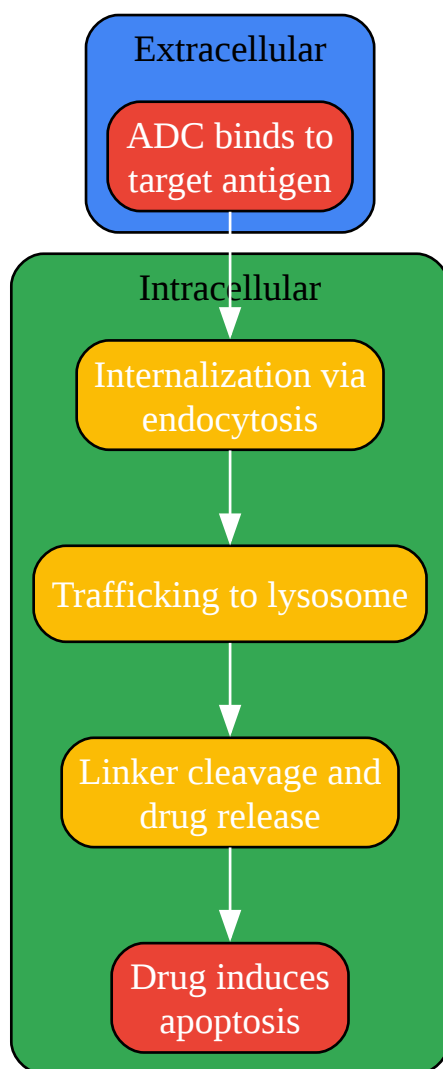 Extracellular
ADC binds to
target antigen
Intracellular
Internalization via
endocytosis
Trafficking to lysosome
Linker cleavage and
drug release
Drug induces
apoptosis